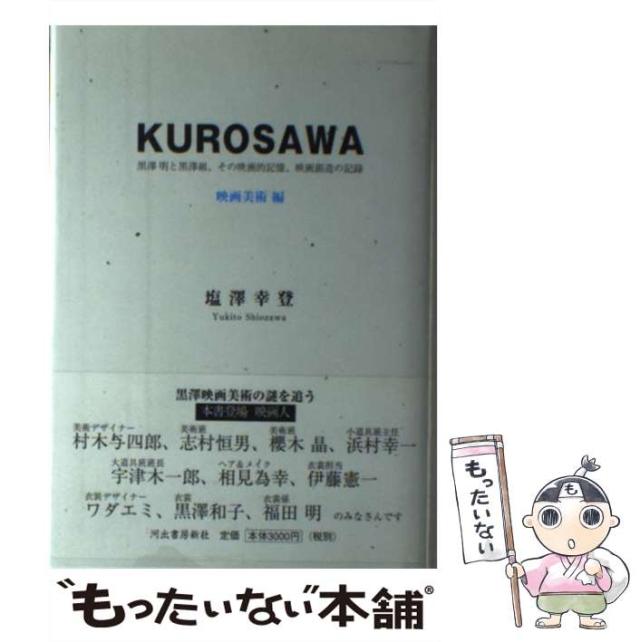 KUROSAWA
黒澤明と黒澤組、その映画的記憶、映画創造の記録
映画美術 編
塩澤幸登
Yukito Shiozawa
黒澤映画美術の謎を追う
本書登場 映画人
美術デザイナー 美術班 美術班 小道具班主任
村木与四郎、志村恒男、櫻木 晶、浜村幸一
大道具班班長 ヘア&メイク 衣裳担当
宇津木一郎、相見為幸、伊藤憲一
衣装デザイナー 衣裳 衣裳係
ワダエミ、黒澤和子、福田 明 のみなさんです
河出書房新社 定価 本体3000円 (税別)
もったいない
“もったいない本舗®